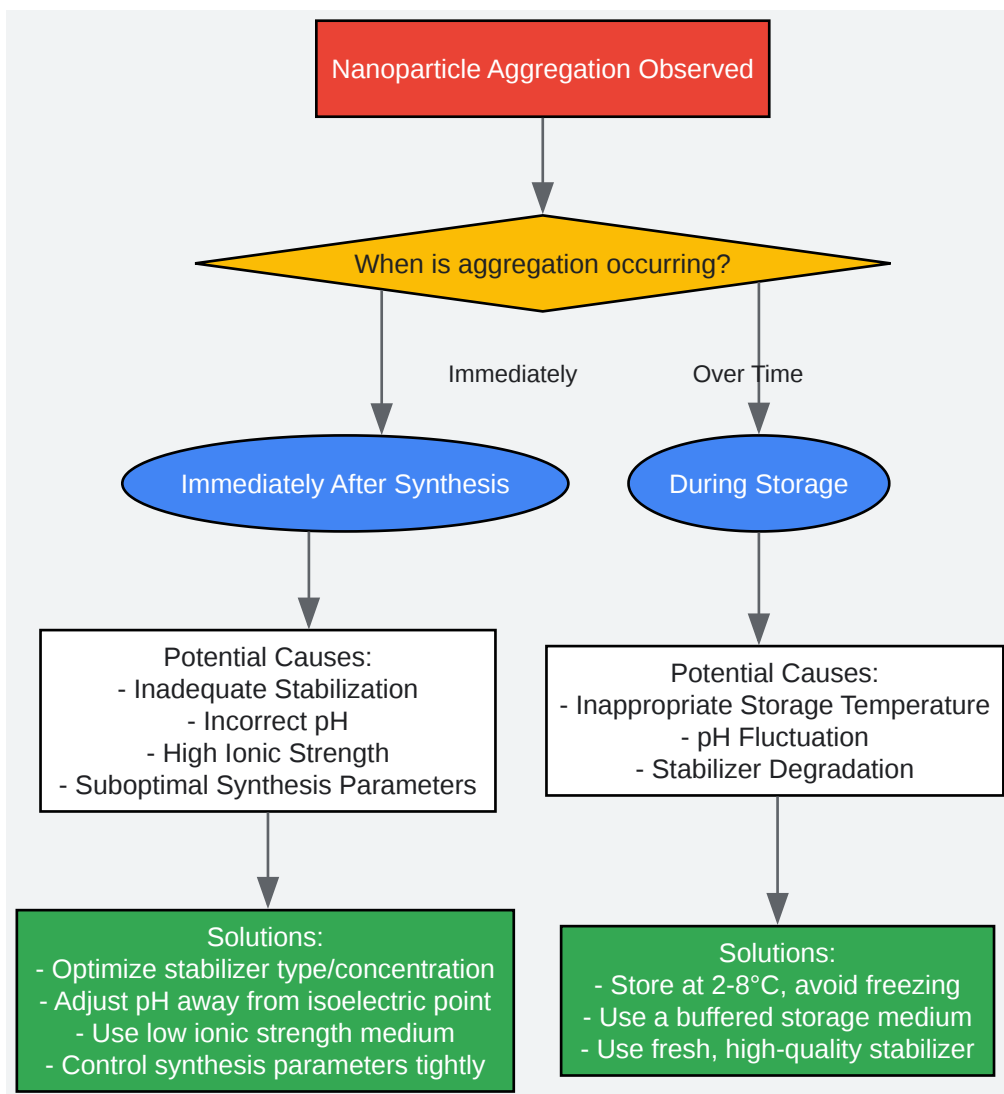 Nanoparticle Aggregation Observed
When is aggregation occurring?
Immediately
Over Time
Immediately After Synthesis
During Storage
Potential Causes:
- Inadequate Stabilization
- Incorrect pH
- High Ionic Strength
- Suboptimal Synthesis Parameters
Potential Causes:
- Inappropriate Storage Temperature
- pH Fluctuation
- Stabilizer Degradation
Solutions:
- Optimize stabilizer type/concentration
- Adjust pH away from isoelectric point
- Use low ionic strength medium
- Control synthesis parameters tightly
Solutions:
- Store at 2-8°C, avoid freezing
- Use a buffered storage medium
- Use fresh, high-quality stabilizer